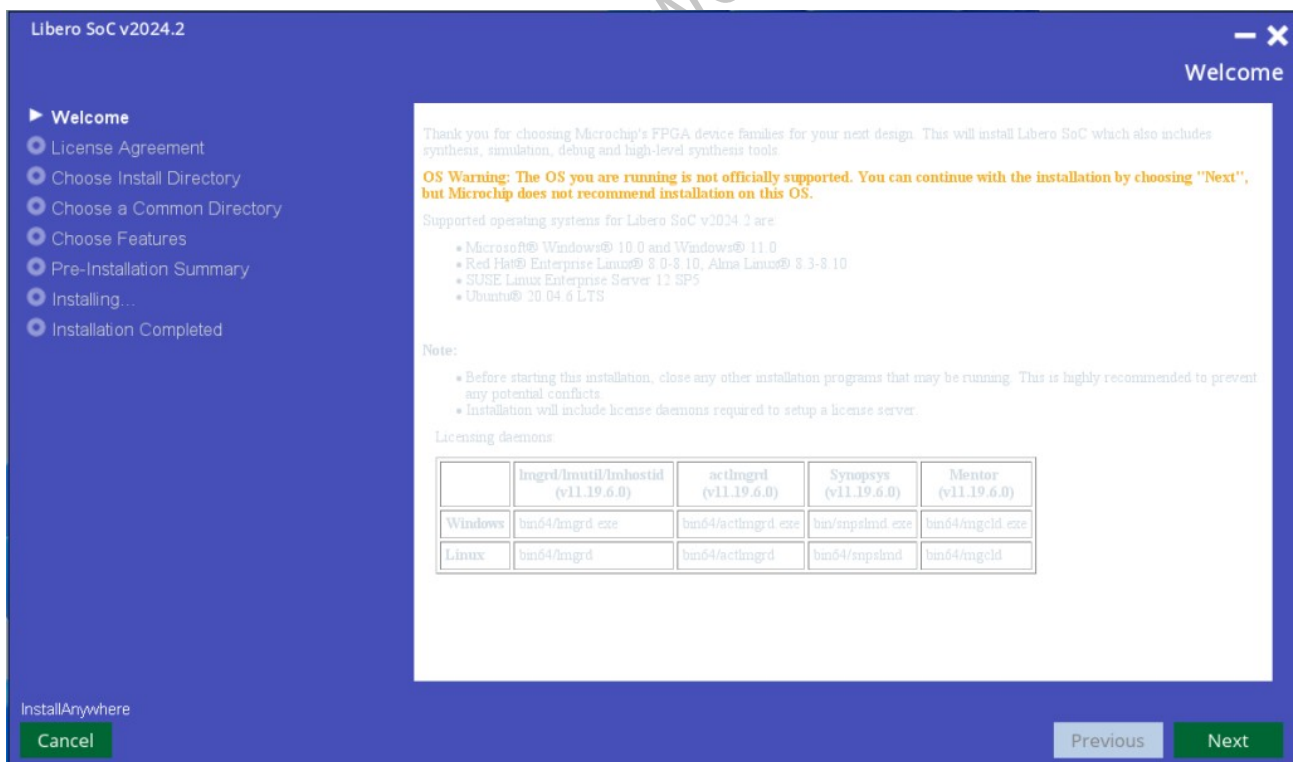 Libero SoC v2024.2
Welcome
Welcome
License Agreement
Choose Install Directory
Choose a Common Directory
Choose Features
Pre-Installation Summary
Installing...
Installation Completed
Thank you for choosing Microchip's FPGA device families for your next design. This will install Libero SoC which also includes
synthesis, simulation, debug and high-level synthesis tools.
OS Warning: The OS you are running is not officially supported. You can continue with the installation by choosing "Next",
but Microchip does not recommend installation on this OS.
Supported operating systems for Libero SoC v2024.2 are
Microsoft® Windows® 10.0 and Windows® 11.0
Red Hat® Enterprise Linux® 8.0-8.10, Alma Linux® 8.3-8.10
SUSE Linux Enterprise Server 12 SP5
Ubuntu® 20.04.6 LTS
Note:
Before starting this installation, close any other installation programs that may be running. This is highly recommended to prevent
any potential conflicts.
Installation will include license daemons required to setup a license server.
Licensing daemons:
lmgrd/lmutil/lmhostid actlmgrd Synopsys Mentor
(v11.19.6.0) (v11.19.6.0) (v11.19.6.0) (v11.19.6.0)
Windows bin64/lmgrd.exe bin64/actlmgrd.exe bin/snpslmd.exe bin64/mgcld.exe
Linux bin64/lmgrd bin64/actlmgrd bin64/snpslmd bin64/mgcld
InstallAnywhere
Cancel Previous Next